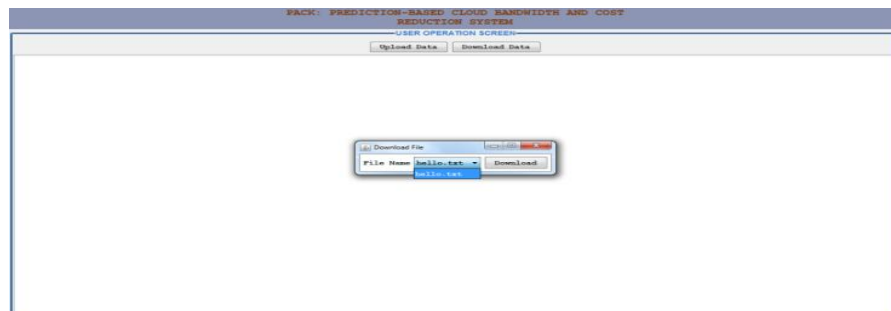 PACK: PREDICTION-BASED CLOUD BANDWIDTH AND COST
REDUCTION SYSTEM
USER OPERATION SCREEN
Upload Data Download Data
Download File
File Name hello.txt Download
hello.txt